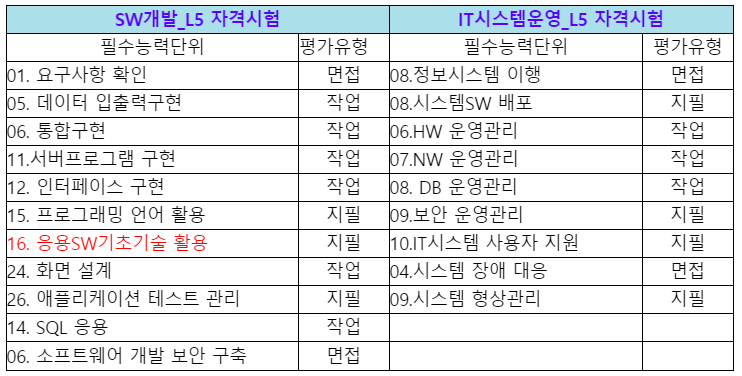 SW개발_L5 자격시험 IT시스템운영_L5 자격시험
필수능력단위 평가유형 필수능력단위 평가유형
01. 요구사항 확인 면접 08.정보시스템 이행 면접
05. 데이터 입출력구현 작업 08.시스템SW 배포 지필
06. 통합구현 작업 06.HW 운영관리 작업
11.서버프로그램 구현 작업 07.NW 운영관리 작업
12. 인터페이스 구현 작업 08. DB 운영관리 작업
15. 프로그래밍 언어 활용 지필 09.보안 운영관리 지필
16. 응용SW기초기술 활용 지필 10.IT시스템 사용자 지원 지필
24. 화면 설계 작업 04.시스템 장애 대응 면접
26. 애플리케이션 테스트 관리 지필 09.시스템 형상관리 지필
14. SQL 응용 작업
06. 소프트웨어 개발 보안 구축 면접